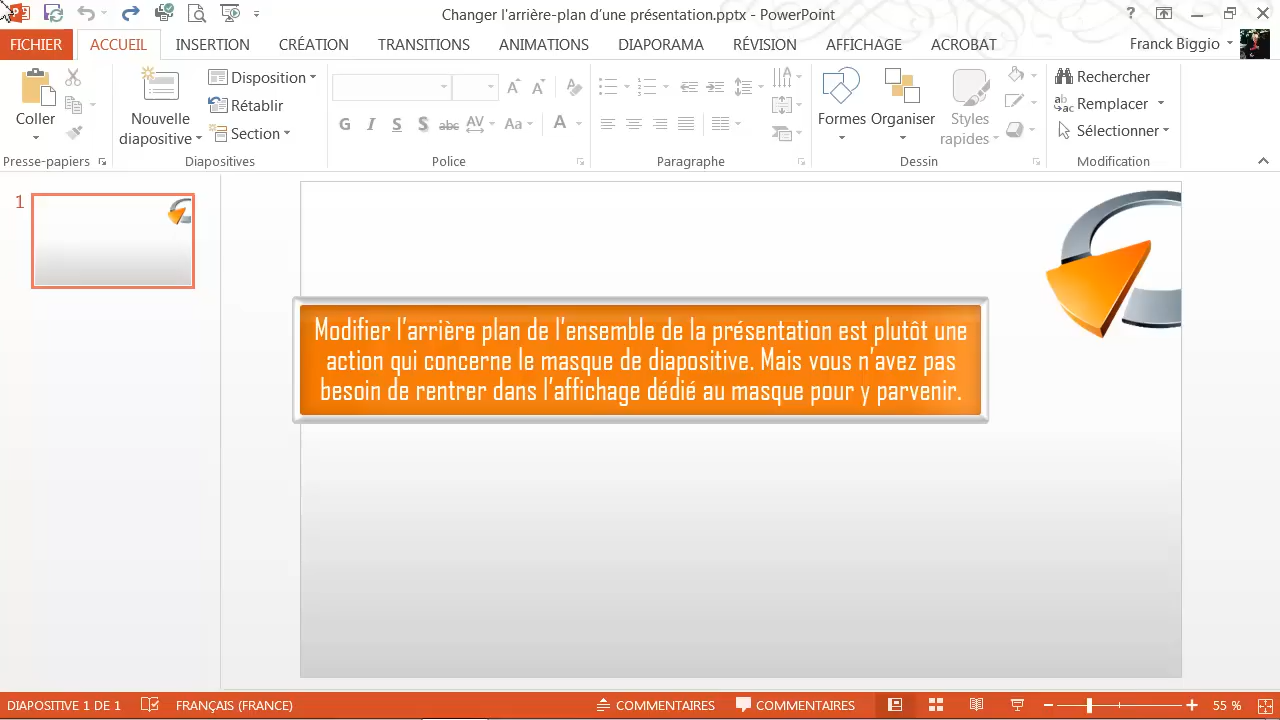 Changer l'arrière-plan d'une présentation.pptx - PowerPoint
?
FICHIER
ACCUEIL
INSERTION
CRÉATION
TRANSITIONS
ANIMATIONS
DIAPORAMA
RÉVISION
AFFICHAGE
ACROBAT
Franck Biggio
Coller
Presse-papiers
Nouvelle
diapositive
Disposition
Rétablir
Section
Diapositives
G I S S abc AV Aa A
Police
Paragraphe
Formes
Organiser
Styles
rapides
Dessin
Rechercher
Remplacer
Sélectionner
Modification
1
Modifier l'arrière plan de l'ensemble de la présentation est plutôt une
action qui concerne le masque de diapositive. Mais vous n'avez pas
besoin de rentrer dans l'affichage dédié au masque pour y parvenir.
DIAPOSITIVE 1 DE 1
FRANÇAIS (FRANCE)
COMMENTAIRES
COMMENTAIRES
55 %